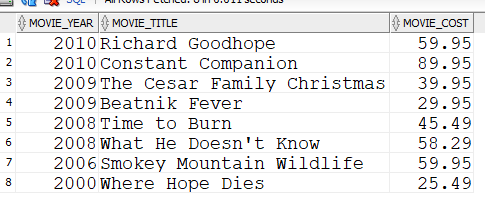 SQL | All Rows Fetched: 8 in 0.011 seconds
MOVIE_YEAR MOVIE_TITLE MOVIE_COST
1 2010 Richard Goodhope 59.95
2 2010 Constant Companion 89.95
3 2009 The Cesar Family Christmas 39.95
4 2009 Beatnik Fever 29.95
5 2008 Time to Burn 45.49
6 2008 What He Doesn't Know 58.29
7 2006 Smokey Mountain Wildlife 59.95
8 2000 Where Hope Dies 25.49